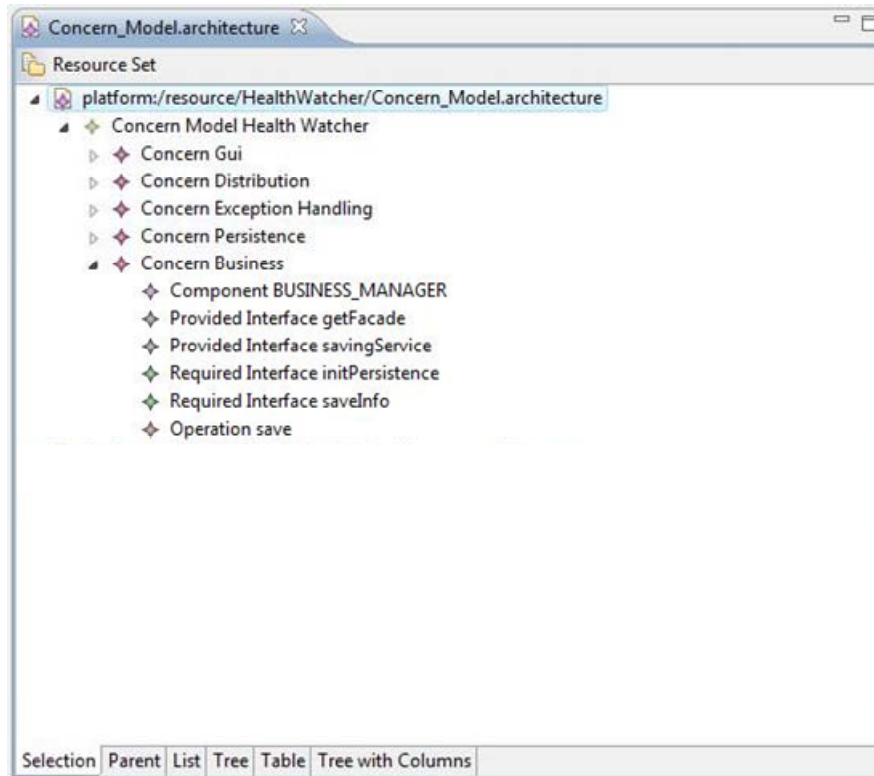 Concern_Model.architecture
Resource Set
platform:/resource/HealthWatcher/Concern_Model.architecture
Concern Model Health Watcher
Concern Gui
Concern Distribution
Concern Exception Handling
Concern Persistence
Concern Business
Component BUSINESS_MANAGER
Provided Interface getFacade
Provided Interface savingService
Required Interface initPersistence
Required Interface saveInfo
Operation save
Selection Parent List Tree Table Tree with Columns